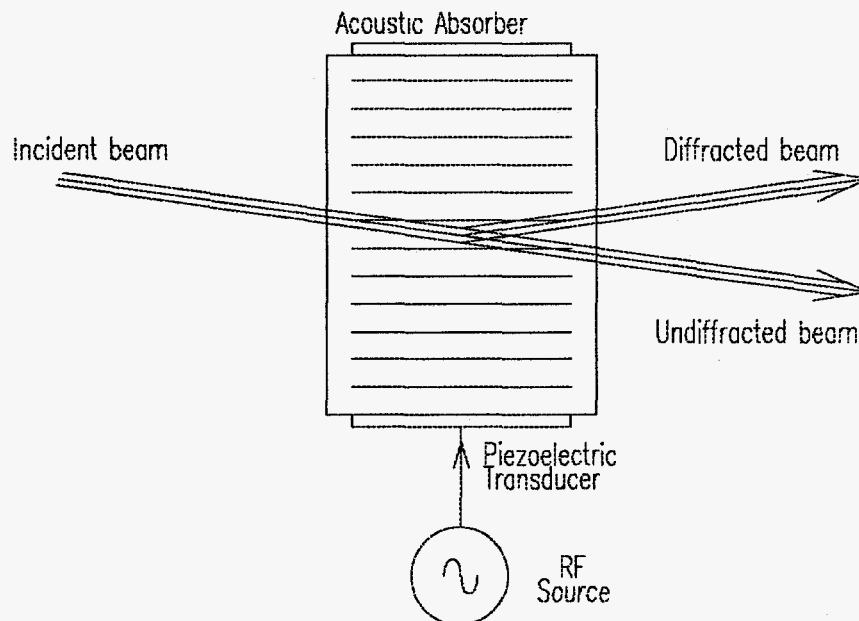 Acoustic Absorber
Incident beam
Diffracted beam
Undiffracted beam
Piezoelectric
Transducer
RF
Source